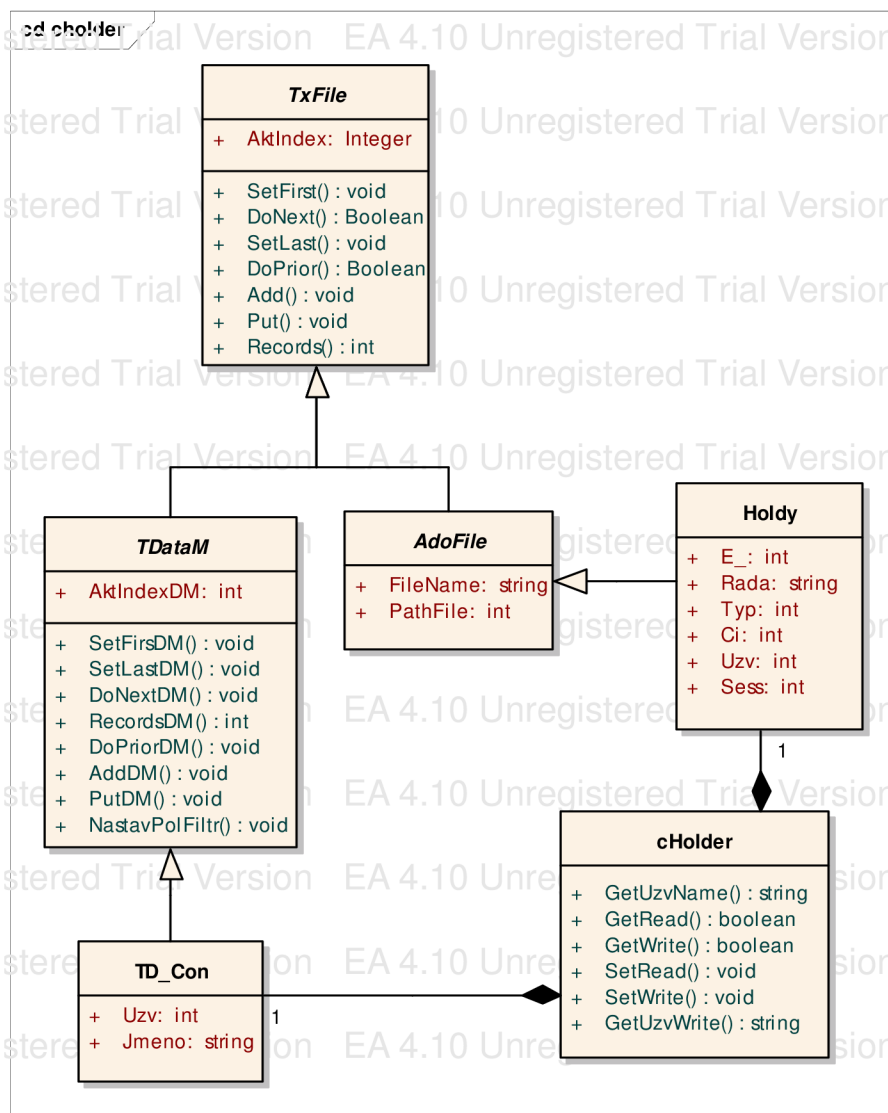 cd cholder
EA 4.10 Unregistered Trial Version
TxFile
+ AktIndex: Integer
+ SetFirst() : void
+ DoNext() : Boolean
+ SetLast() : void
+ DoPrior() : Boolean
+ Add() : void
+ Put() : void
+ Records() : int
TDataM
+ AktIndexDM: int
+ SetFirsDM() : void
+ SetLastDM() : void
+ DoNextDM() : void
+ RecordsDM() : int
+ DoPriorDM() : void
+ AddDM() : void
+ PutDM() : void
+ NastavPolFiltr() : void
AdoFile
+ FileName: string
+ PathFile: int
Holdy
+ E_: int
+ Rada: string
+ Typ: int
+ Ci: int
+ Uzv: int
+ Sess: int
1
cHolder
+ GetUzvName() : string
+ GetRead() : boolean
+ GetWrite() : boolean
+ SetRead() : void
+ SetWrite() : void
+ GetUzvWrite() : string
TD_Con
+ Uzv: int
+ Jmeno: string
1